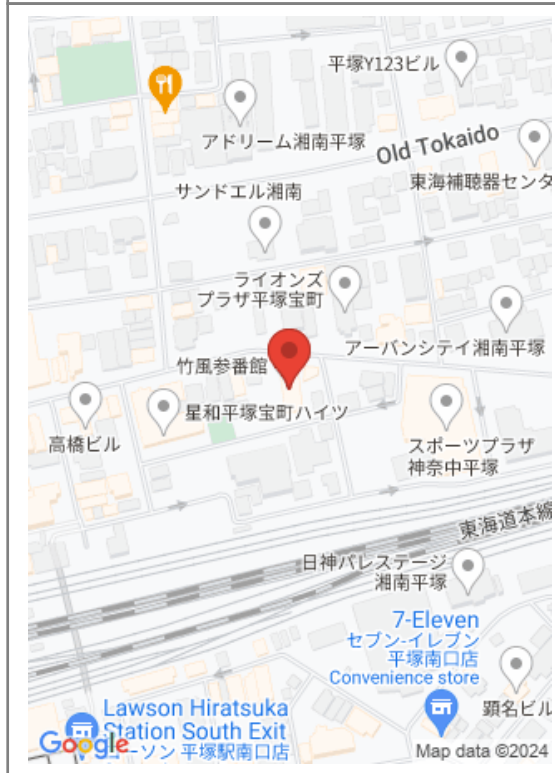 平塚Y123ビル
アドリーム湘南平塚
Old Tokaido
東海補聴器センタ
サンドエル湘南
ライオンズ
プラザ平塚宝町
アーバンシテイ湘南平塚
竹風参番館
星和平塚宝町ハイツ
高橋ビル
スポーツプラザ
神奈中平塚
東海道本線
日神パレステージ
湘南平塚
7-Eleven
セブン-イレブン
平塚南口店
Convenience store
顕名ビル
Lawson Hiratsuka
Station South Exit
ローソン 平塚駅南口店
Google
Map data ©2024